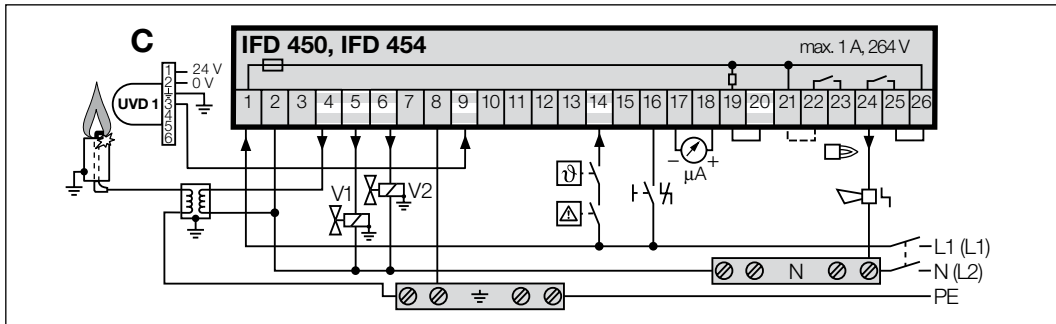 C
IFD 450, IFD 454
max. 1 A, 264 V
1 2 3 4 5 6
24 V
0 V
UVD 1
1 2 3 4 5 6 7 8 9 10 11 12 13 14 15 16 17 18 19 20 21 22 23 24 25 26
V1
V2
ϑ
− +
µA
L1 (L1)
N
N (L2)
PE